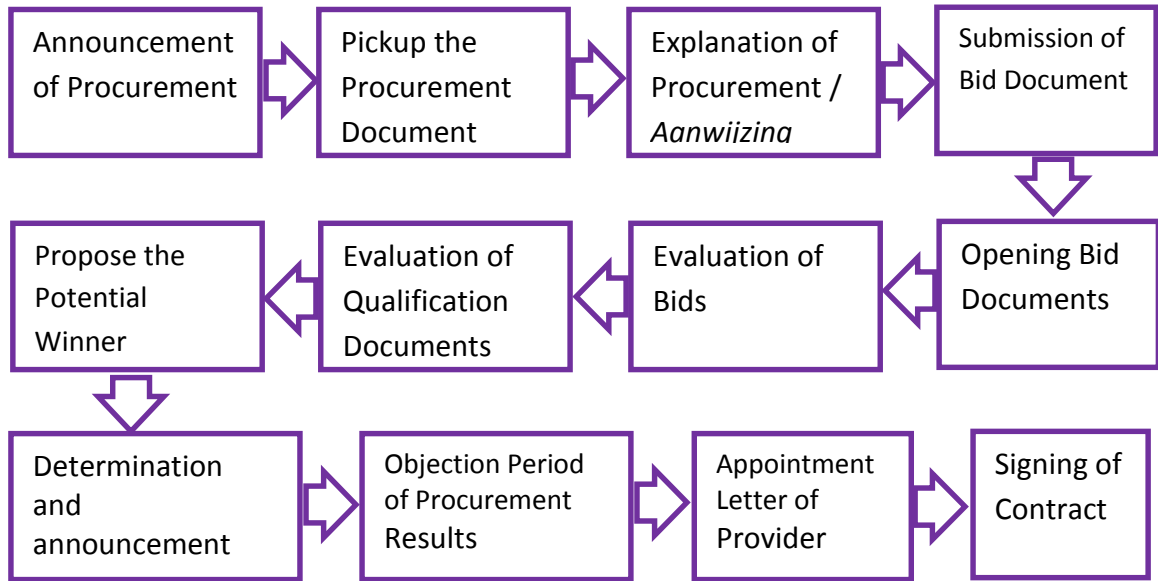 Announcement
of Procurement
Pickup the
Procurement
Document
Explanation of
Procurement /
Aanwijzing
Submission of
Bid Document
Opening Bid
Documents
Evaluation of
Bids
Evaluation of
Qualification
Documents
Propose the
Potential
Winner
Determination
and
announcement
Objection Period
of Procurement
Results
Appointment
Letter of
Provider
Signing of
Contract